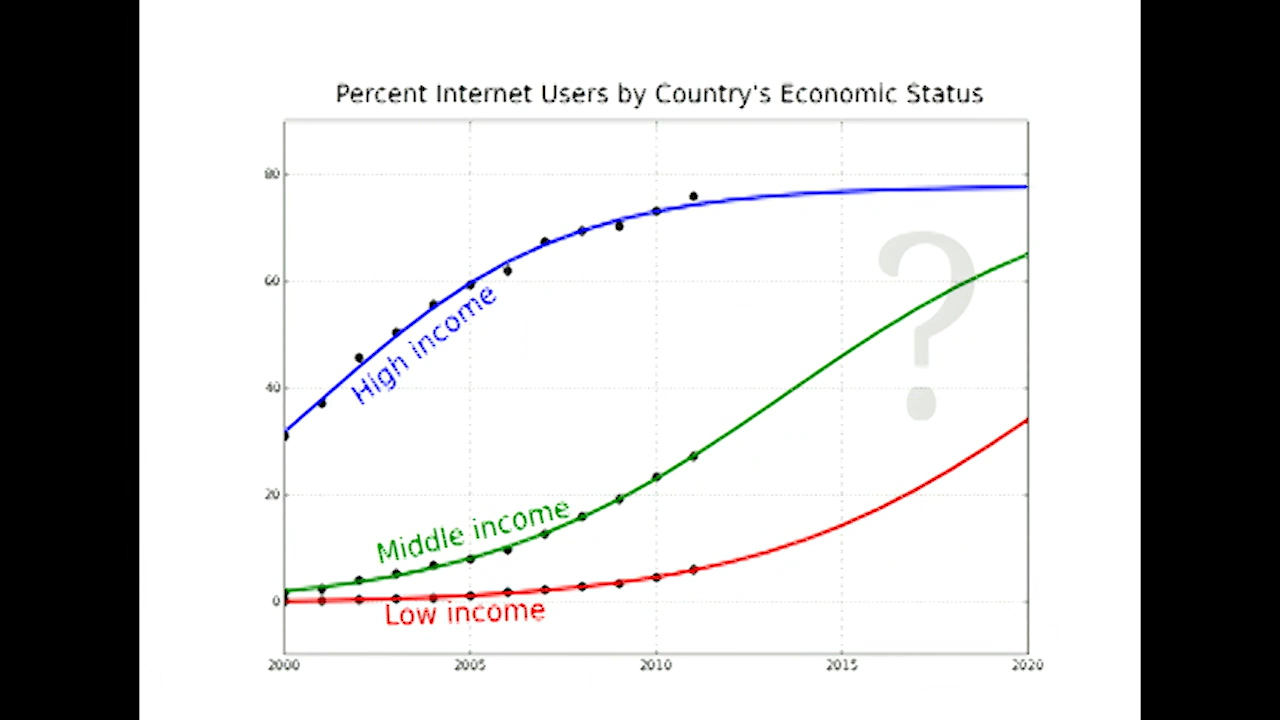 Percent Internet Users by Country's Economic Status
80
60
40
20
0
High income
Middle income
Low income
?
2000
2005
2010
2015
2020